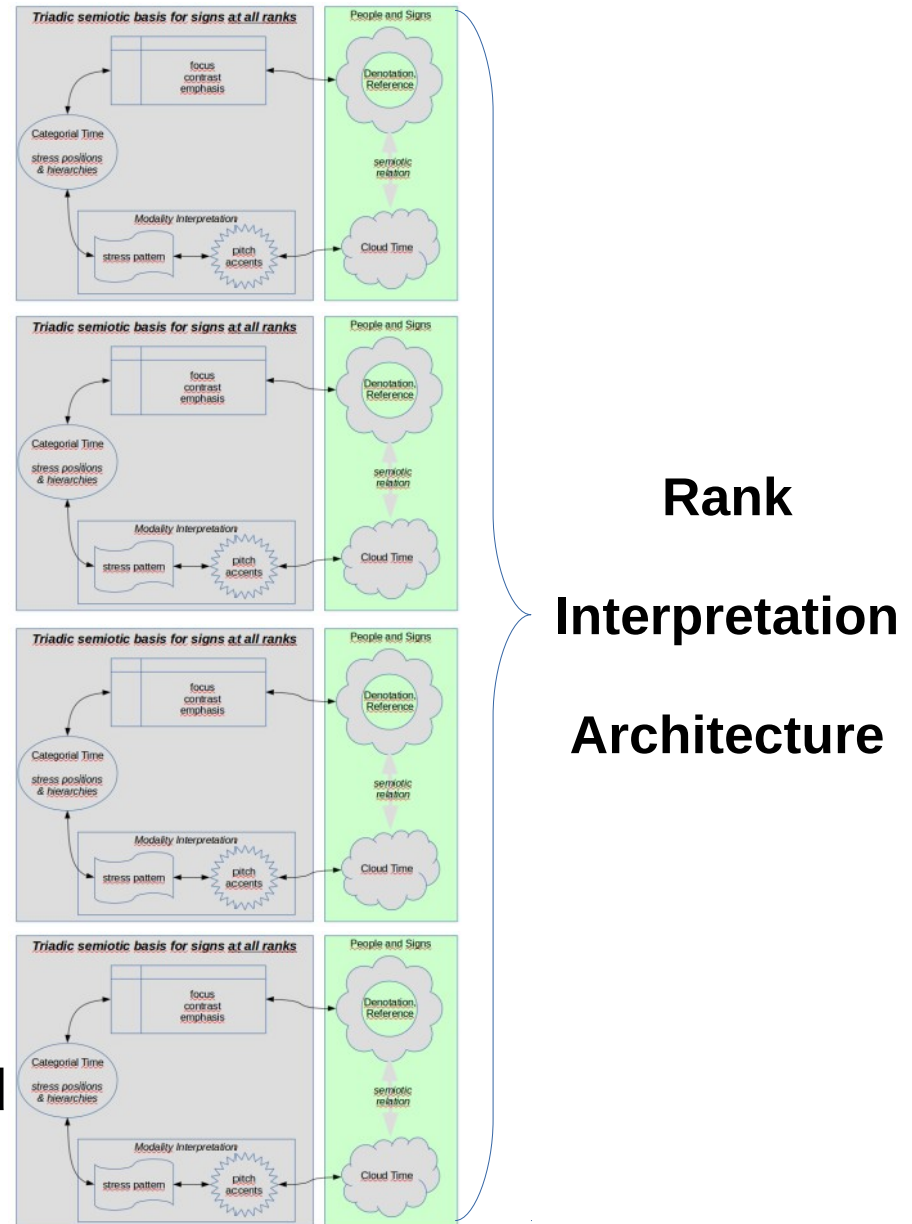 Triadic semiotic basis for signs at all ranks
People and Signs
focus
contrast
emphasis
Denotation,
Reference
Categorial Time
stress positions
& hierarchies
semiotic
relation
Modality Interpretation
stress pattern
pitch
accents
Cloud Time
Triadic semiotic basis for signs at all ranks
People and Signs
focus
contrast
emphasis
Denotation,
Reference
Categorial Time
stress positions
& hierarchies
semiotic
relation
Modality Interpretation
stress pattern
pitch
accents
Cloud Time
Triadic semiotic basis for signs at all ranks
People and Signs
focus
contrast
emphasis
Denotation,
Reference
Categorial Time
stress positions
& hierarchies
semiotic
relation
Modality Interpretation
stress pattern
pitch
accents
Cloud Time
Triadic semiotic basis for signs at all ranks
People and Signs
focus
contrast
emphasis
Denotation,
Reference
Categorial Time
stress positions
& hierarchies
semiotic
relation
Modality Interpretation
stress pattern
pitch
accents
Cloud Time
Rank
Interpretation
Architecture